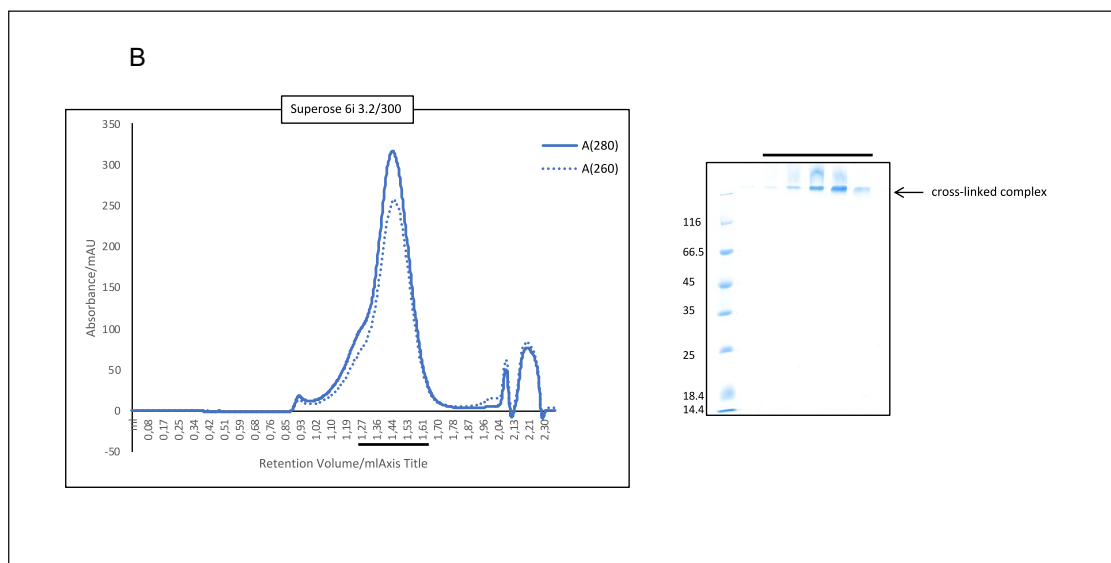 B
Superose 6i 3.2/300
350
300
250
200
150
100
50
0
-50
Absorbance/mAU
A(280)
A(260)
ml 0,08 0,17 0,25 0,34 0,42 0,51 0,59 0,68 0,76 0,85 0,93 1,02 1,10 1,19 1,27 1,36 1,44 1,53 1,61 1,70 1,78 1,87 1,96 2,04 2,13 2,21 2,30
Retention Volume/mlAxis Title
cross-linked complex
116
66.5
45
35
25
18.4
14.4